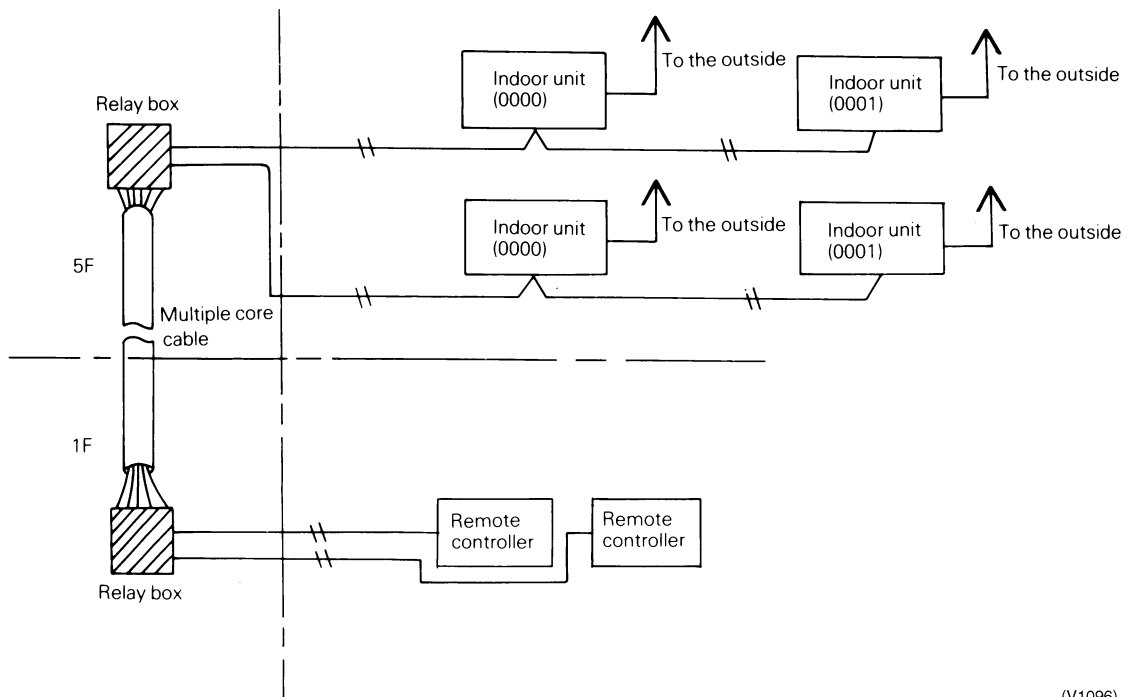 Indoor unit
(0000)
To the outside
Indoor unit
(0001)
To the outside
Relay box
Indoor unit
(0000)
To the outside
Indoor unit
(0001)
To the outside
5F
Multiple core
cable
1F
Remote
controller
Remote
controller
Relay box
(V1096)